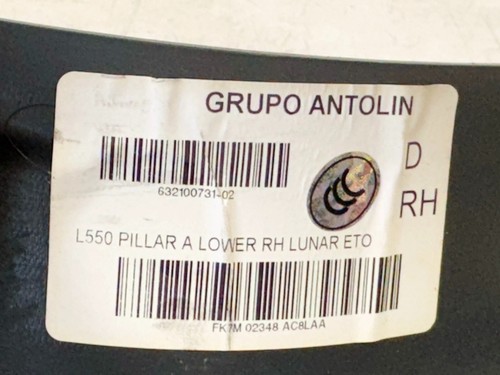 GRUPO ANTOLIN
D
632100731-02
RH
L550 PILLAR A LOWER RH LUNAR ETO
FK7M 02348 AC8LAA